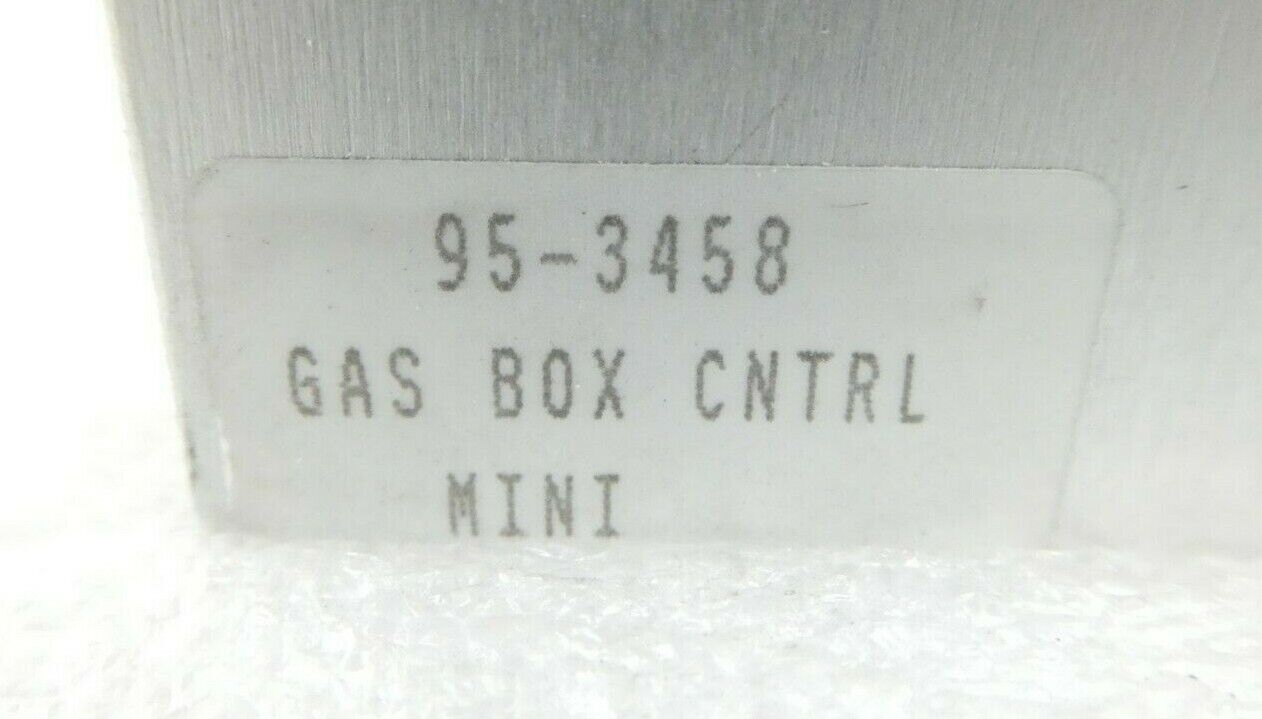 95-3458
GAS BOX CNTRL
MINI